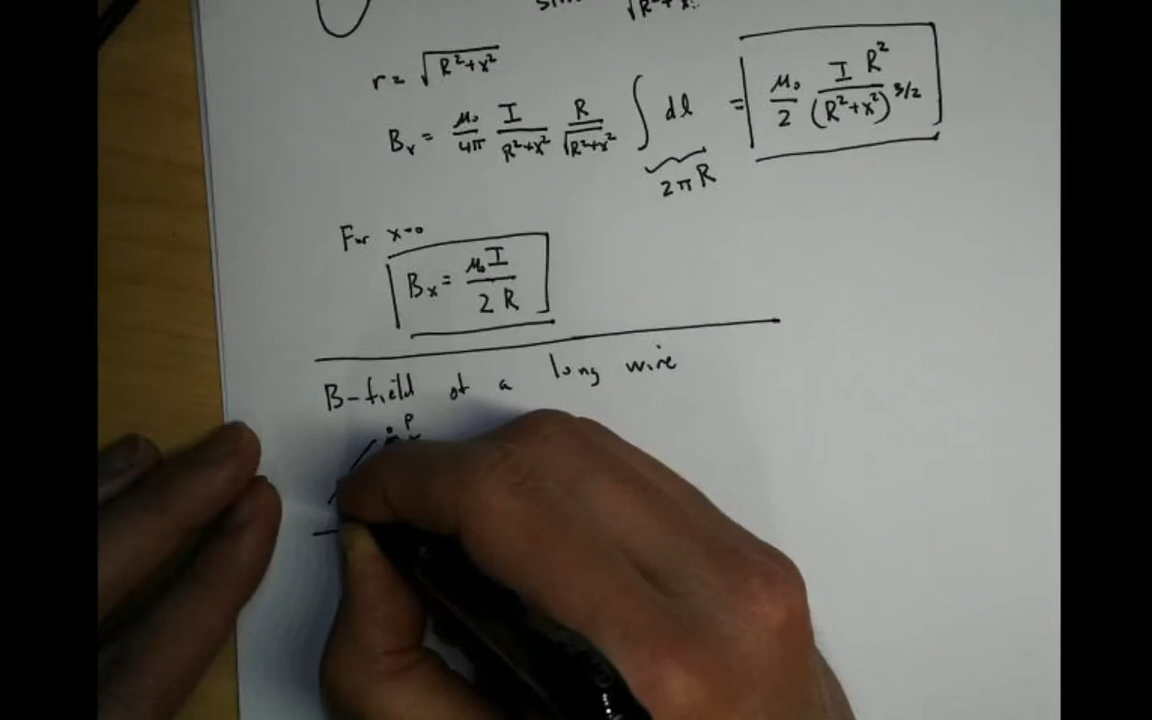 r = √R²+x²
Bₓ = μ₀/4π I/R²+x² R/√R²+x² ∫ dl = μ₀/2 I R²/(R²+x²)^3/2
2πR
For x=0
Bₓ = μ₀I/2R
B-field of a long wire
P